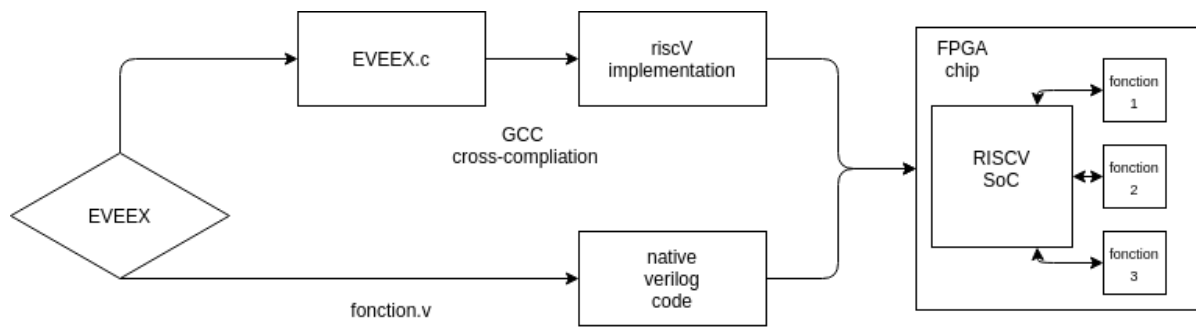 EVEEX
EVEEX.c
riscV
implementation
GCC
cross-compliation
fonction.v
native
verilog
code
FPGA
chip
RISCV
SoC
fonction
1
fonction
2
fonction
3